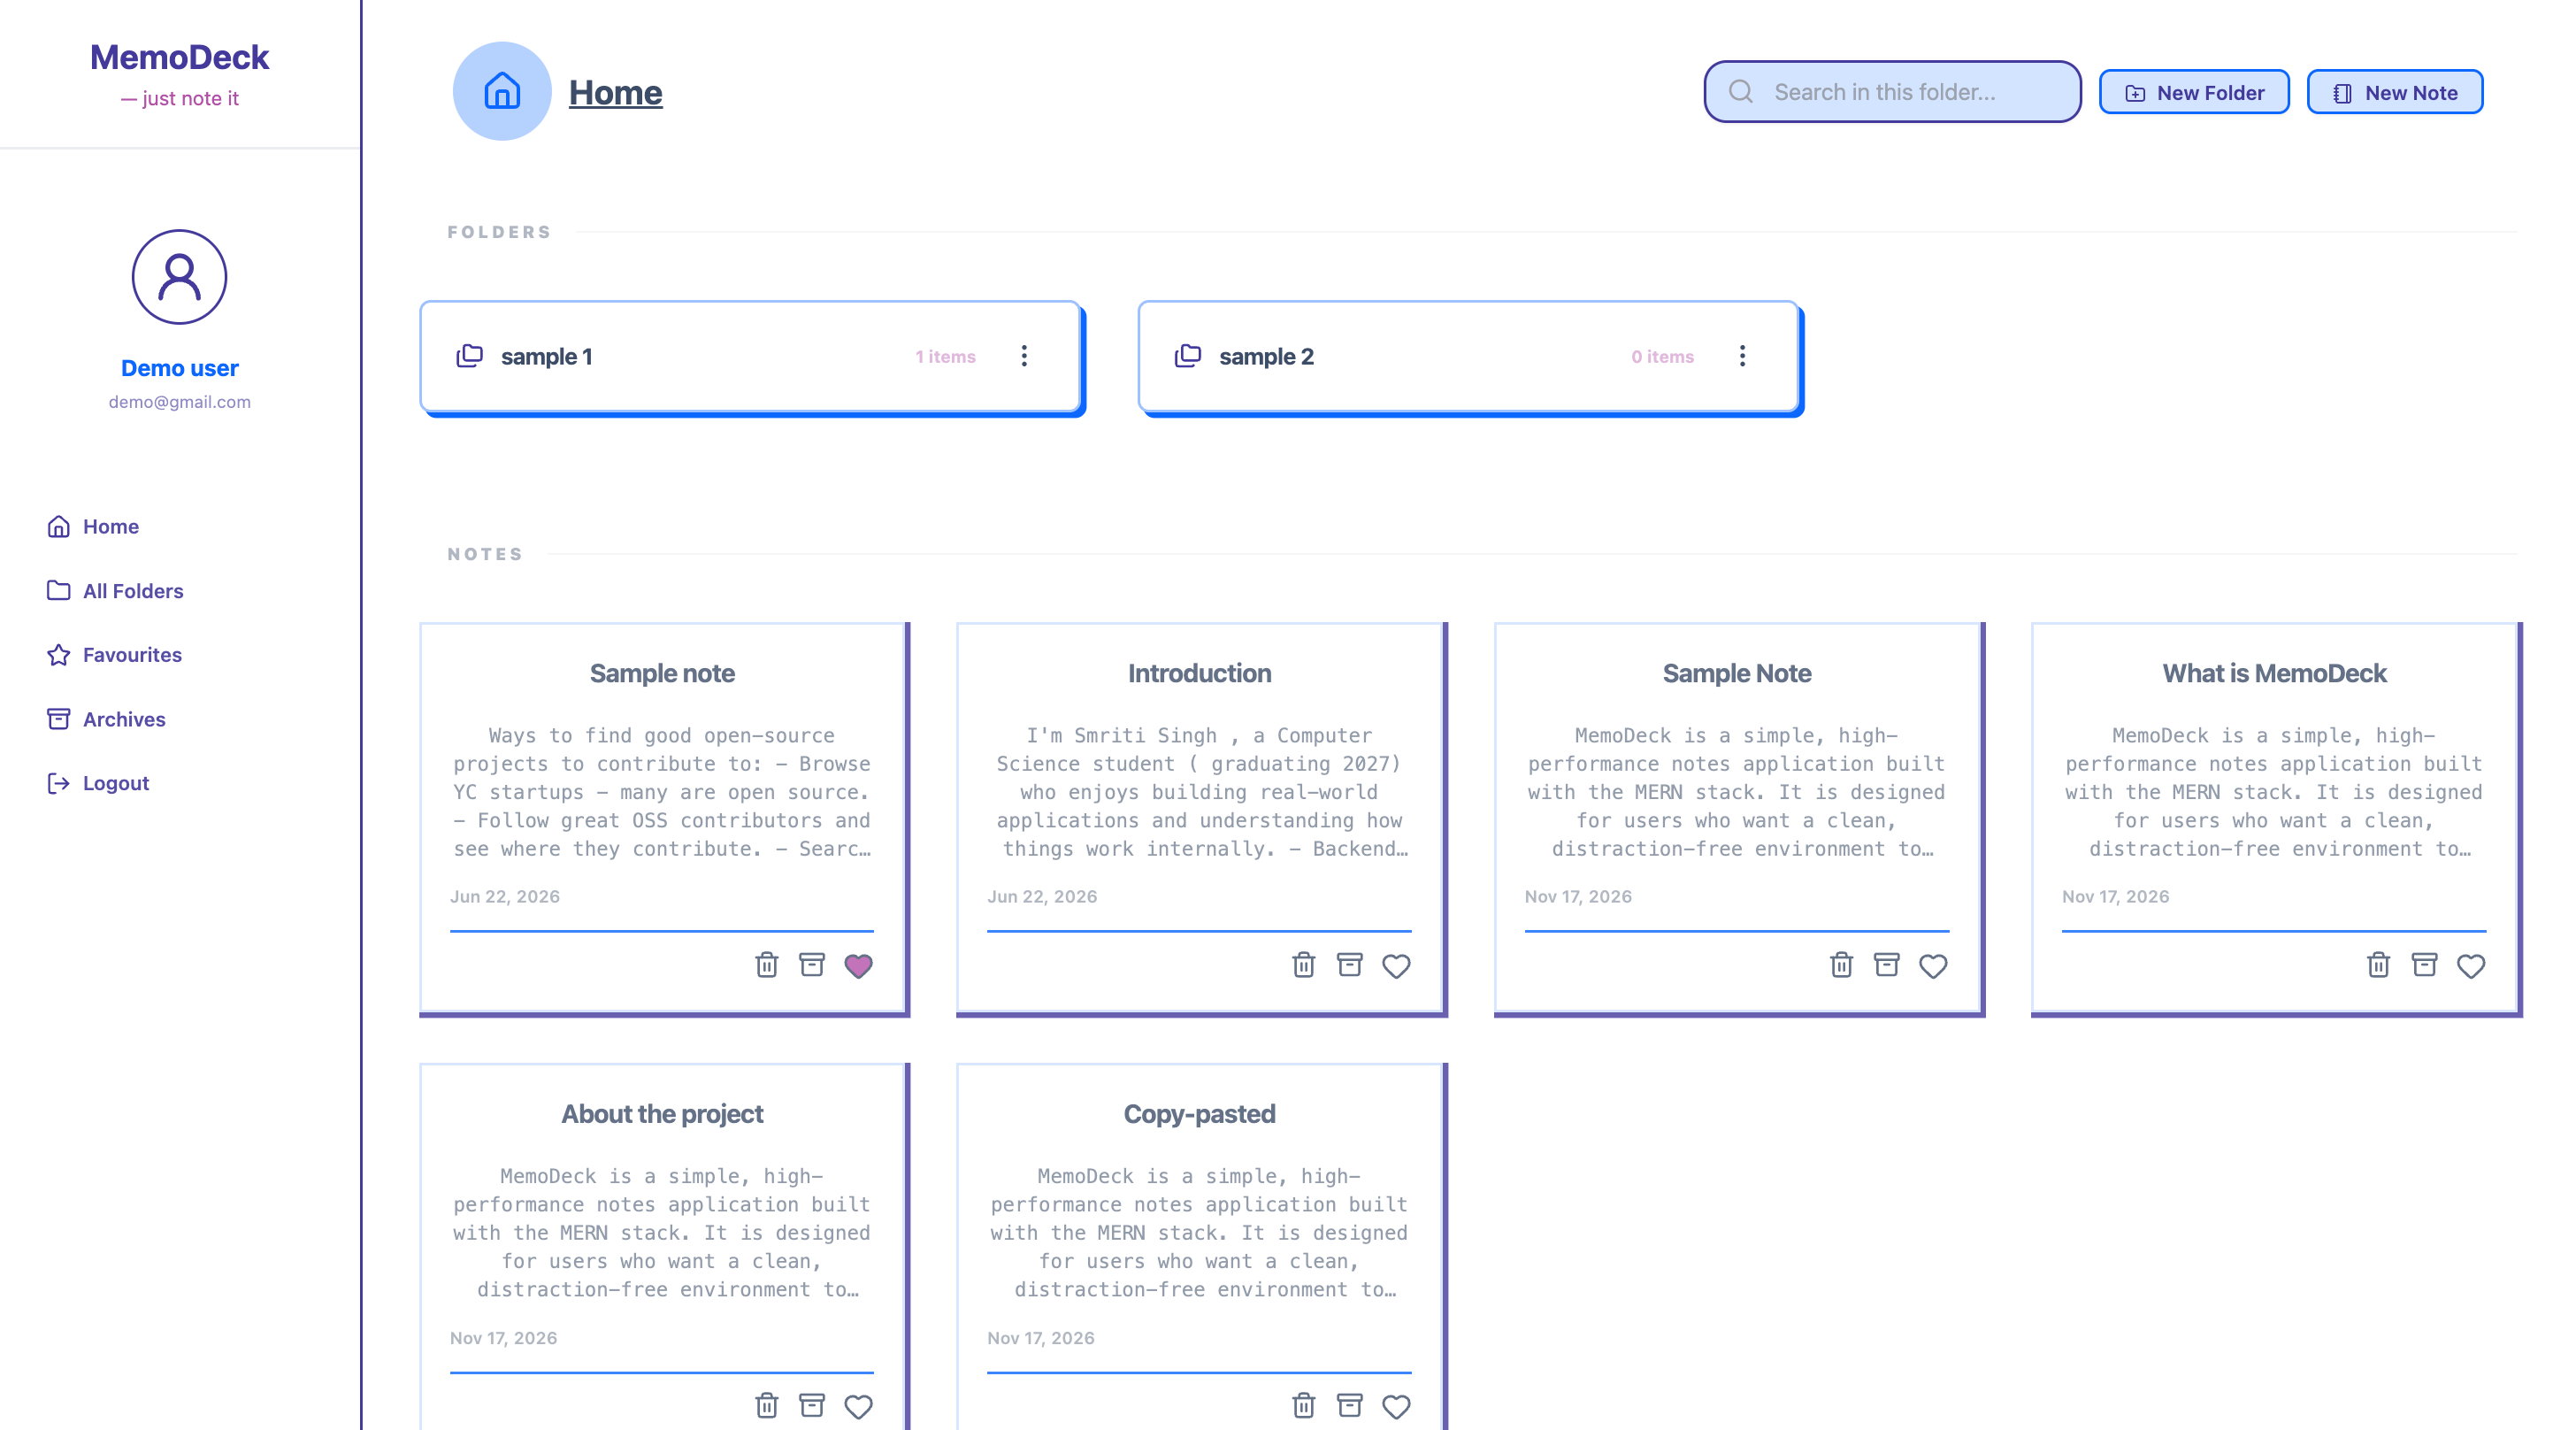 MemoDeck
— just note it
Demo user
demo@gmail.com
Home
All Folders
Favourites
Archives
Logout
Home
Search in this folder...
New Folder
New Note
FOLDERS
sample 1
1 items
sample 2
0 items
NOTES
Sample note
Ways to find good open-source
projects to contribute to: - Browse
YC startups - many are open source.
- Follow great OSS contributors and
see where they contribute. - Searc…
Jun 22, 2026
Introduction
I'm Smriti Singh , a Computer
Science student ( graduating 2027)
who enjoys building real-world
applications and understanding how
things work internally. - Backend…
Jun 22, 2026
Sample Note
MemoDeck is a simple, high-
performance notes application built
with the MERN stack. It is designed
for users who want a clean,
distraction-free environment to…
Nov 17, 2026
What is MemoDeck
MemoDeck is a simple, high-
performance notes application built
with the MERN stack. It is designed
for users who want a clean,
distraction-free environment to…
Nov 17, 2026
About the project
MemoDeck is a simple, high-
performance notes application built
with the MERN stack. It is designed
for users who want a clean,
distraction-free environment to…
Nov 17, 2026
Copy-pasted
MemoDeck is a simple, high-
performance notes application built
with the MERN stack. It is designed
for users who want a clean,
distraction-free environment to…
Nov 17, 2026